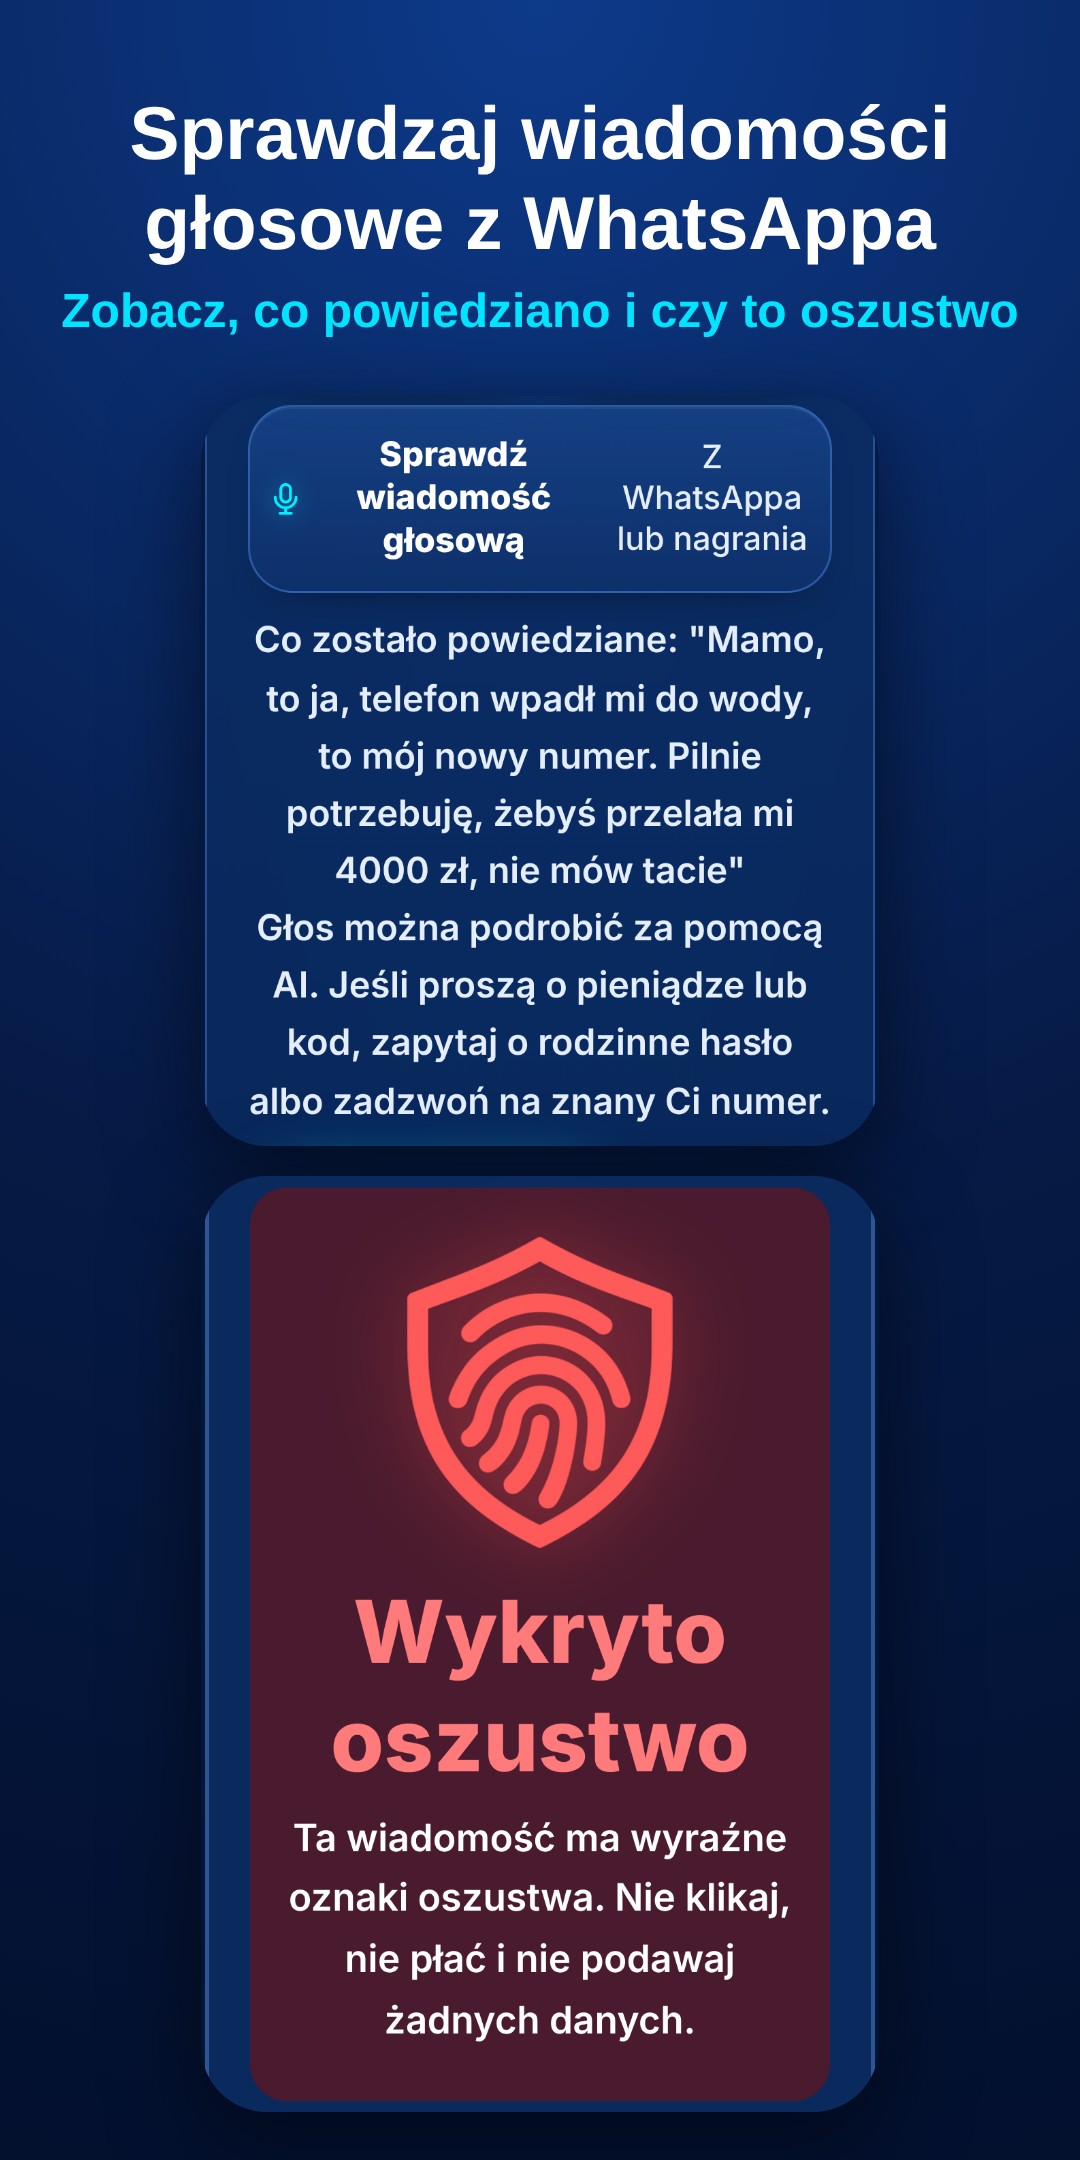 Sprawdzaj wiadomości
głosowe z WhatsAppa
Zobacz, co powiedziano i czy to oszustwo
Sprawdź
wiadomość
głosową
Z
WhatsAppa
lub nagrania
Co zostało powiedziane: "Mamo,
to ja, telefon wpadł mi do wody,
to mój nowy numer. Pilnie
potrzebuję, żebyś przelała mi
4000 zł, nie mów tacie"
Głos można podrobić za pomocą
AI. Jeśli proszą o pieniądze lub
kod, zapytaj o rodzinne hasło
albo zadzwoń na znany Ci numer.
Wykryto
oszustwo
Ta wiadomość ma wyraźne
oznaki oszustwa. Nie klikaj,
nie płać i nie podawaj
żadnych danych.